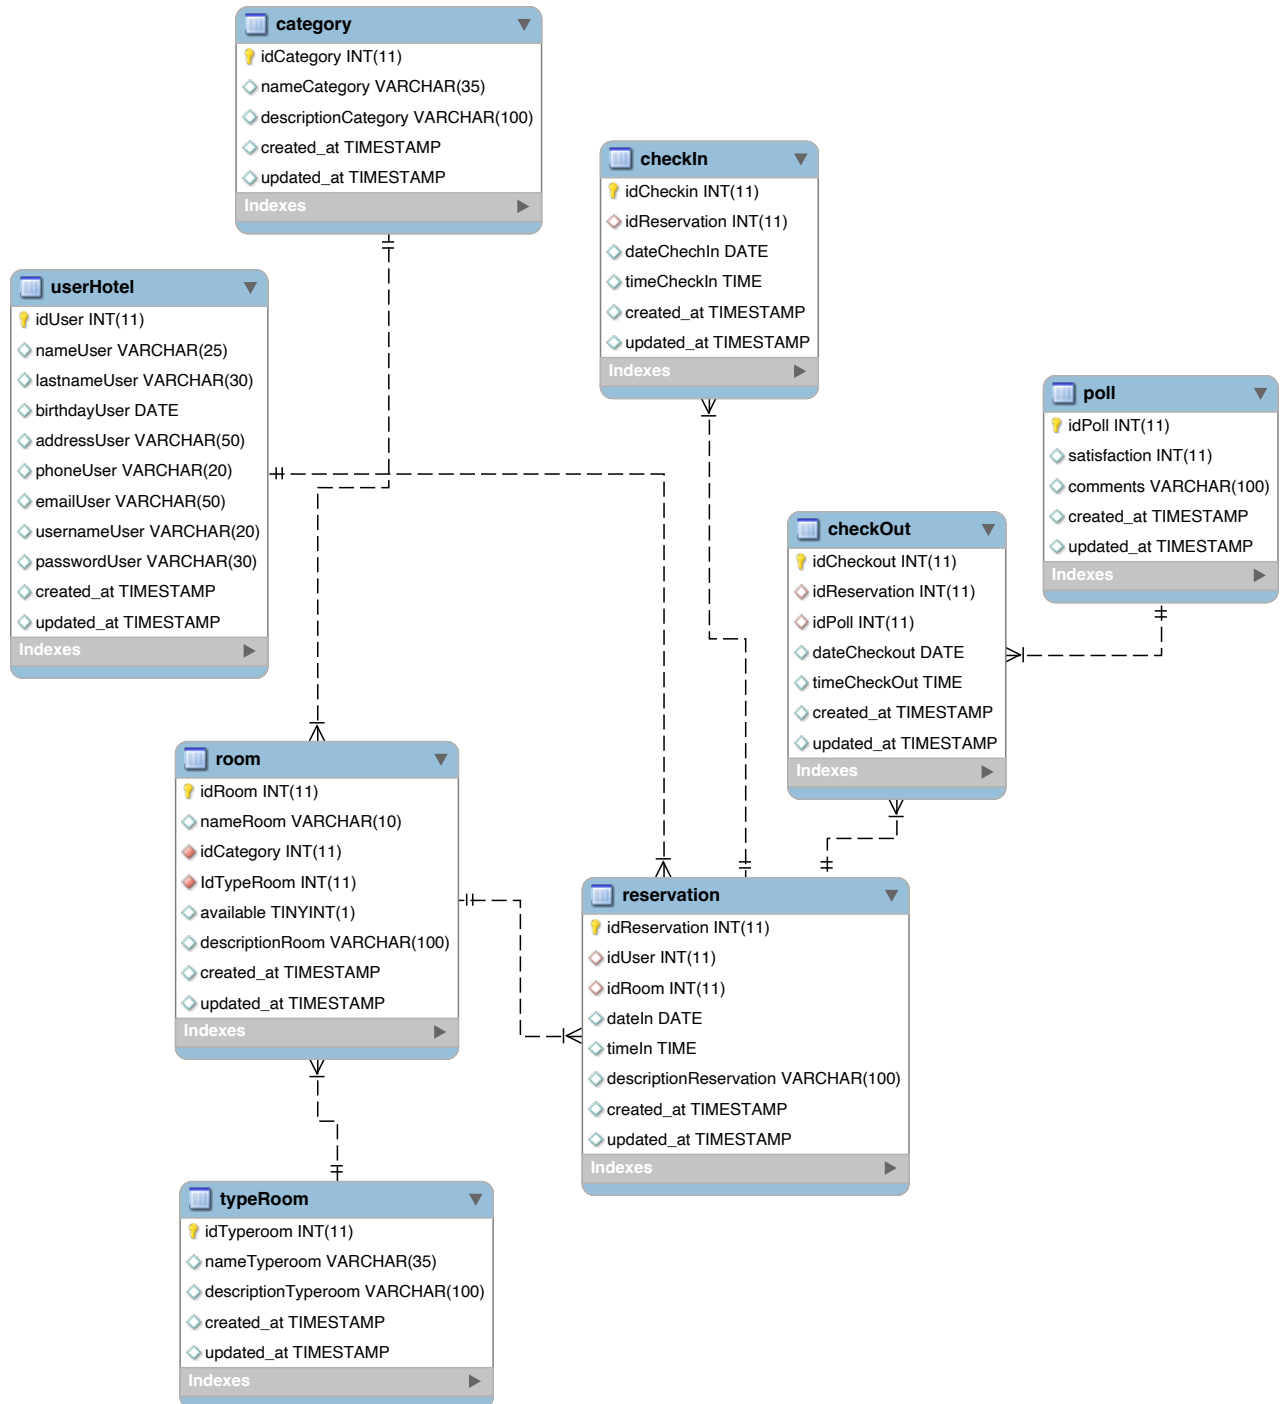 category
idCategory INT(11)
nameCategory VARCHAR(35)
descriptionCategory VARCHAR(100)
created_at TIMESTAMP
updated_at TIMESTAMP
Indexes
checkIn
idCheckin INT(11)
idReservation INT(11)
dateChechIn DATE
timeCheckIn TIME
created_at TIMESTAMP
updated_at TIMESTAMP
Indexes
userHotel
idUser INT(11)
nameUser VARCHAR(25)
lastnameUser VARCHAR(30)
birthdayUser DATE
addressUser VARCHAR(50)
phoneUser VARCHAR(20)
emailUser VARCHAR(50)
usernameUser VARCHAR(20)
passwordUser VARCHAR(30)
created_at TIMESTAMP
updated_at TIMESTAMP
Indexes
poll
idPoll INT(11)
satisfaction INT(11)
comments VARCHAR(100)
created_at TIMESTAMP
updated_at TIMESTAMP
Indexes
checkOut
idCheckout INT(11)
idReservation INT(11)
idPoll INT(11)
dateCheckout DATE
timeCheckOut TIME
created_at TIMESTAMP
updated_at TIMESTAMP
Indexes
room
idRoom INT(11)
nameRoom VARCHAR(10)
idCategory INT(11)
IdTypeRoom INT(11)
available TINYINT(1)
descriptionRoom VARCHAR(100)
created_at TIMESTAMP
updated_at TIMESTAMP
Indexes
reservation
idReservation INT(11)
idUser INT(11)
idRoom INT(11)
dateIn DATE
timeIn TIME
descriptionReservation VARCHAR(100)
created_at TIMESTAMP
updated_at TIMESTAMP
Indexes
typeRoom
idTyperoom INT(11)
nameTyperoom VARCHAR(35)
descriptionTyperoom VARCHAR(100)
created_at TIMESTAMP
updated_at TIMESTAMP
Indexes